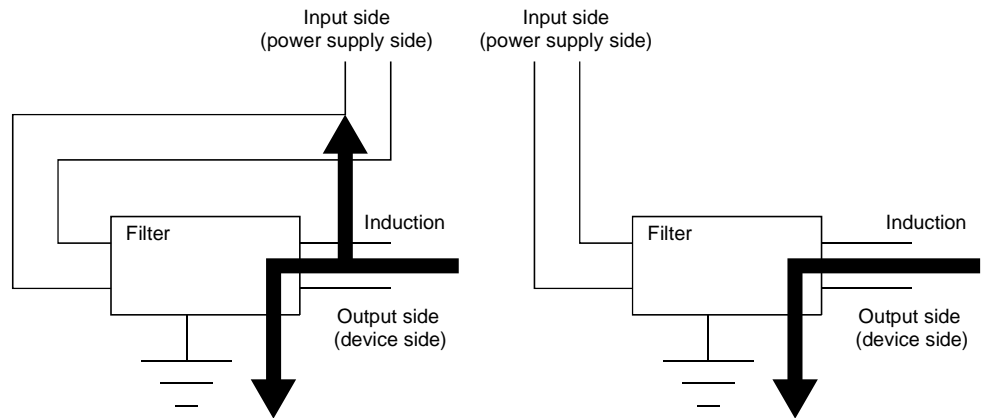 Input side
(power supply side)
Input side
(power supply side)
Filter
Induction
Output side
(device side)
Filter
Induction
Output side
(device side)